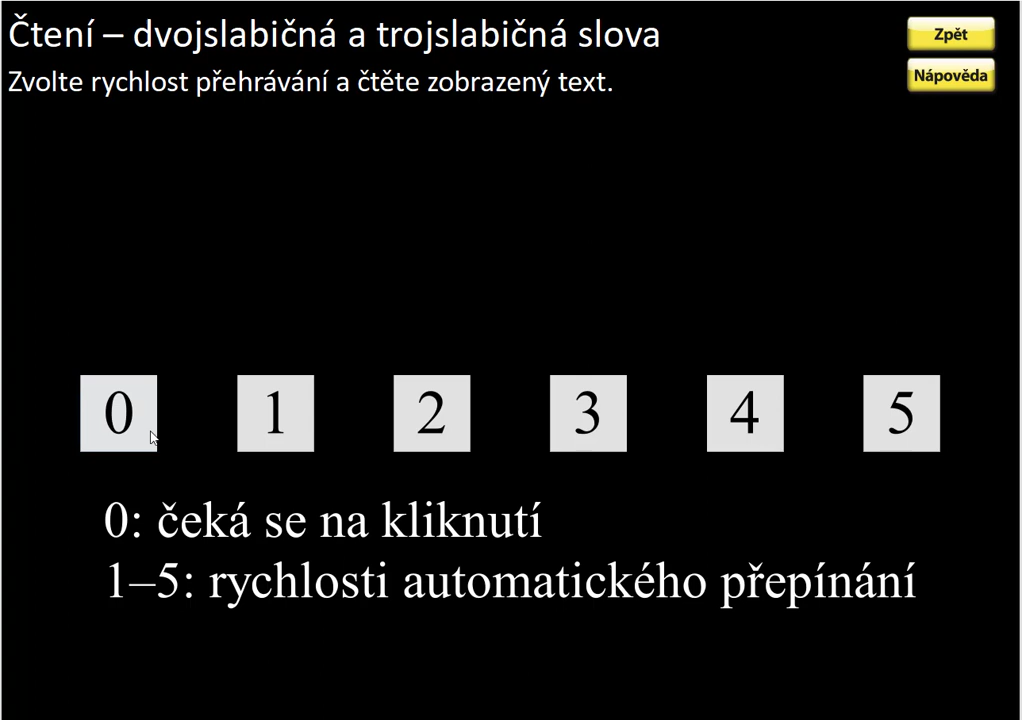 Čtení – dvojslabičná a trojslabičná slova
Zpět
Zvolte rychlost přehrávání a čtěte zobrazený text.
Nápověda
0 1 2 3 4 5
0: čeká se na kliknutí
1–5: rychlosti automatického přepínání